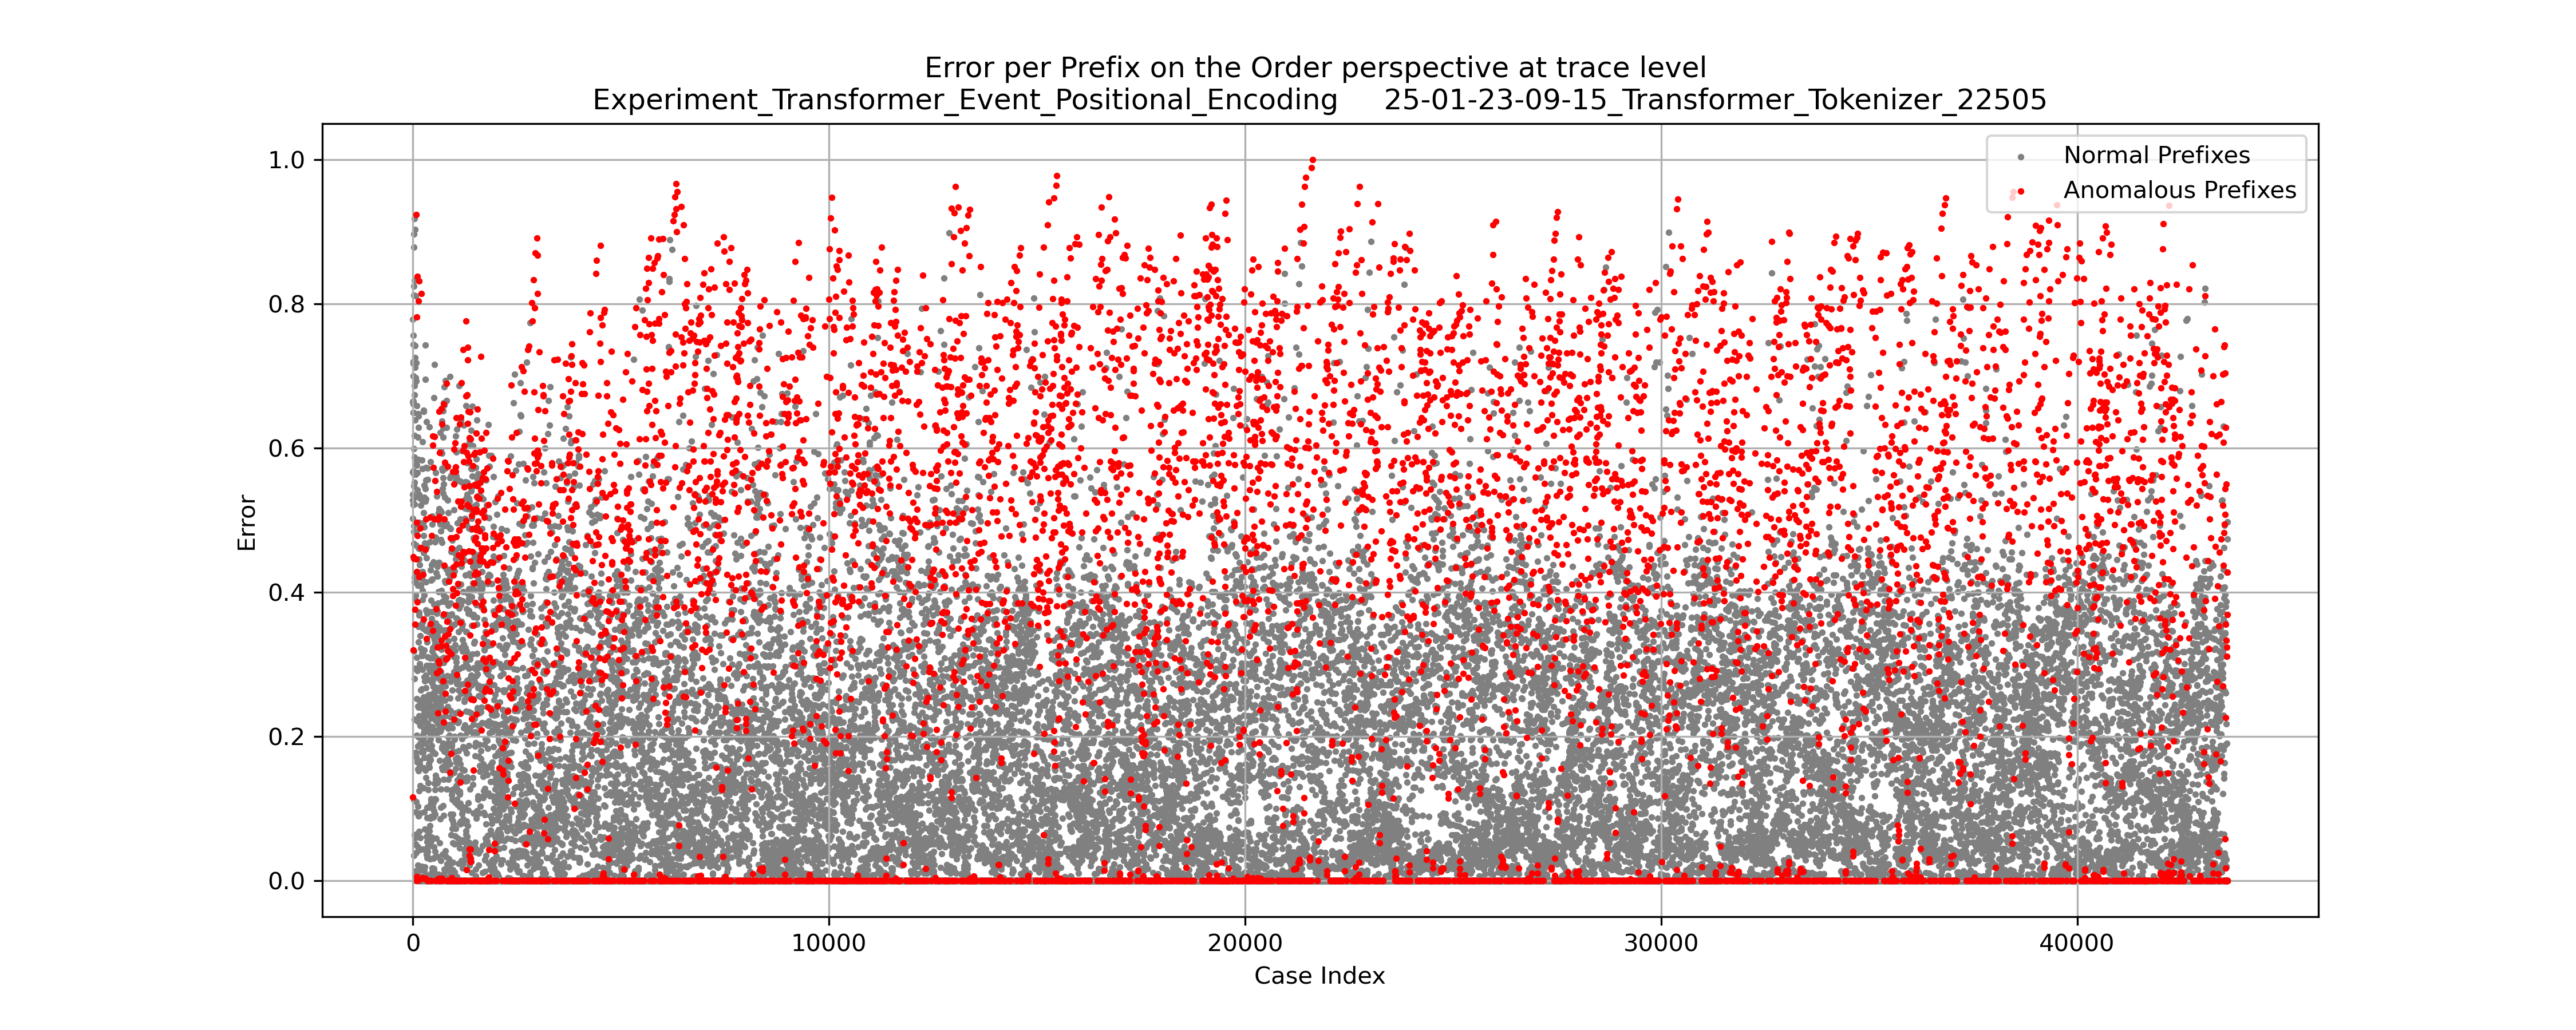 Error per Prefix on the Order perspective at trace level
Experiment_Transformer_Event_Positional_Encoding 25-01-23-09-15_Transformer_Tokenizer_22505
Normal Prefixes
Anomalous Prefixes
Error
1.0
0.8
0.6
0.4
0.2
0.0
0 10000 20000 30000 40000
Case Index